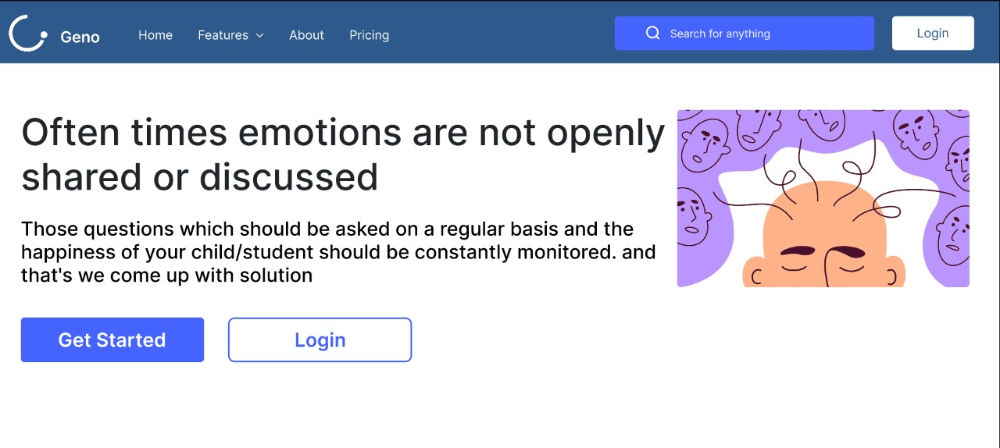 Geno
Home
Features
About
Pricing
Search for anything
Login
Often times emotions are not openly
shared or discussed
Those questions which should be asked on a regular basis and the
happiness of your child/student should be constantly monitored. and
that's we come up with solution
Get Started
Login